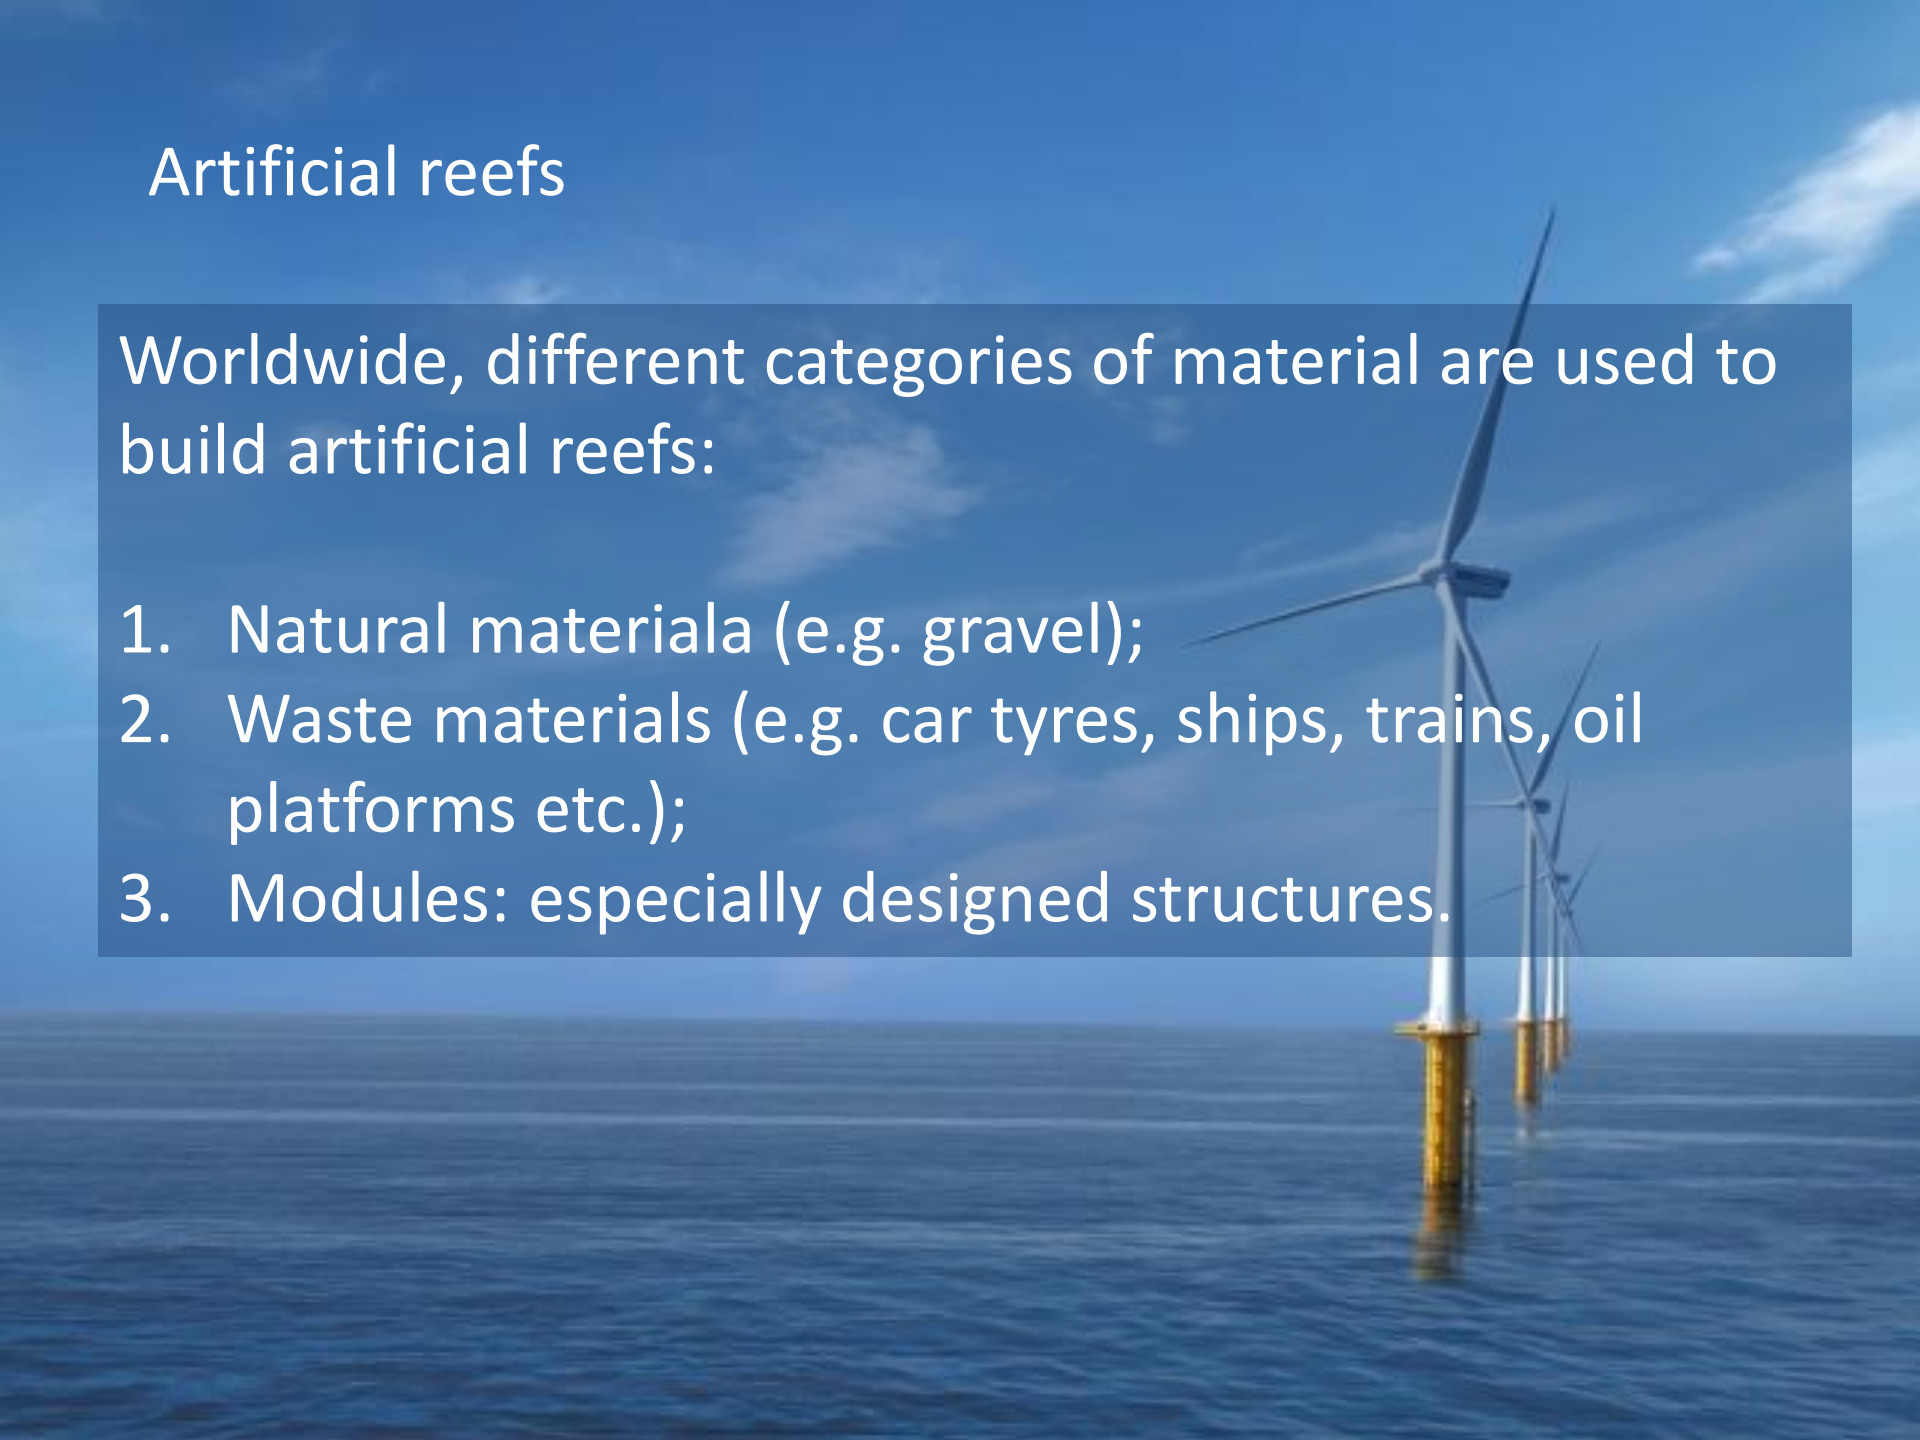 Artificial reefs
Worldwide, different categories of material are used to
build artificial reefs:
1. Natural materiala (e.g. gravel);
2. Waste materials (e.g. car tyres, ships, trains, oil
platforms etc.);
3. Modules: especially designed structures.